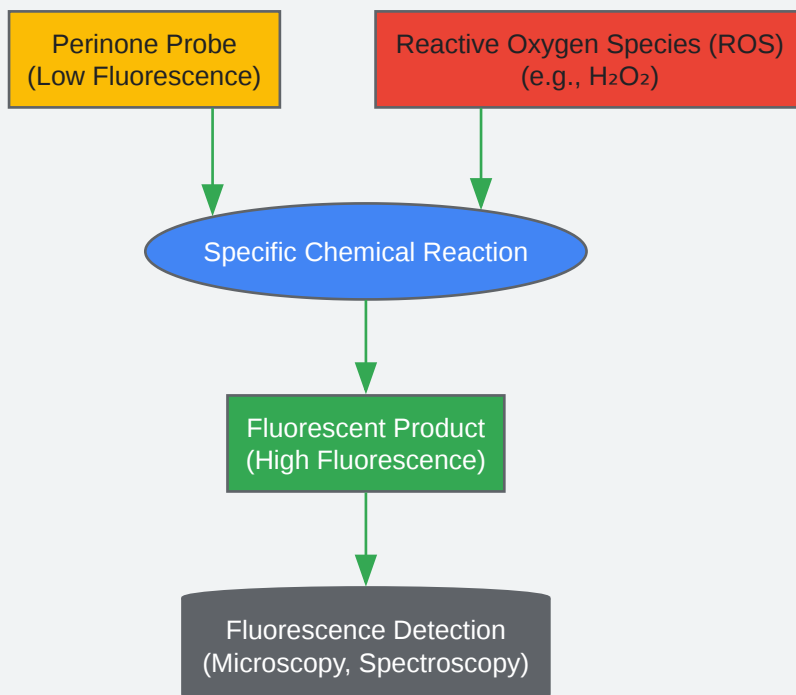 Perinone Probe
(Low Fluorescence)
Reactive Oxygen Species (ROS)
(e.g., H₂O₂)
Specific Chemical Reaction
Fluorescent Product
(High Fluorescence)
Fluorescence Detection
(Microscopy, Spectroscopy)